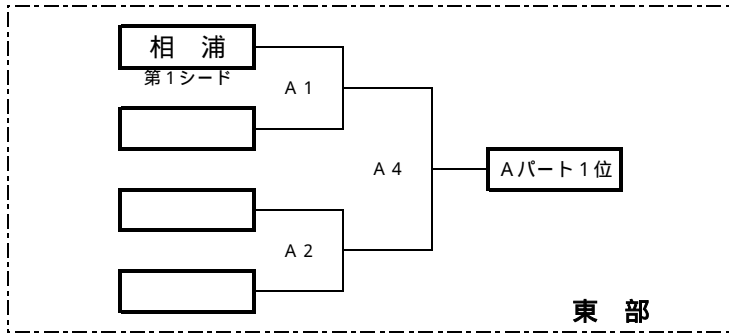 相　浦
第１シード
Ａ１
Ａ４
Ａパート１位
Ａ２
東　部